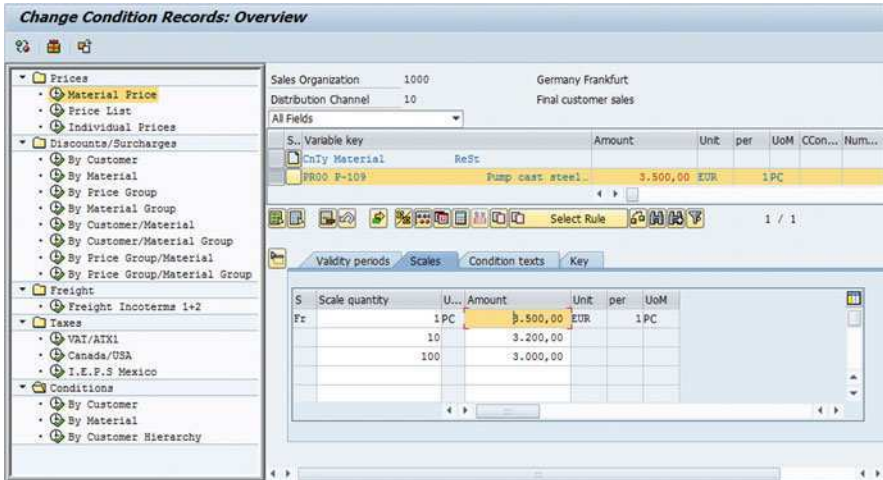 Change Condition Records: Overview
Prices
Material Price
Price List
Individual Prices
Discounts/Surcharges
By Customer
By Material
By Price Group
By Material Group
By Customer/Material
By Customer/Material Group
By Price Group/Material
By Price Group/Material Group
Freight
Freight Incoterms 1+2
Taxes
VAT/ATX1
Canada/USA
I.E.P.S Mexico
Conditions
By Customer
By Material
By Customer Hierarchy
Sales Organization 1000 Germany Frankfurt
Distribution Channel 10 Final customer sales
All Fields
S.. Variable key Amount Unit per UoM CCon... Num...
CnTy Material ReSt
PR00 P-109 Pump cast steel.. 3.500,00 EUR 1 PC
Select Rule 1 / 1
Validity periods Scales Condition texts Key
S Scale quantity U... Amount Unit per UoM
Fr 1 PC 3.500,00 EUR 1 PC
10 3.200,00
100 3.000,00